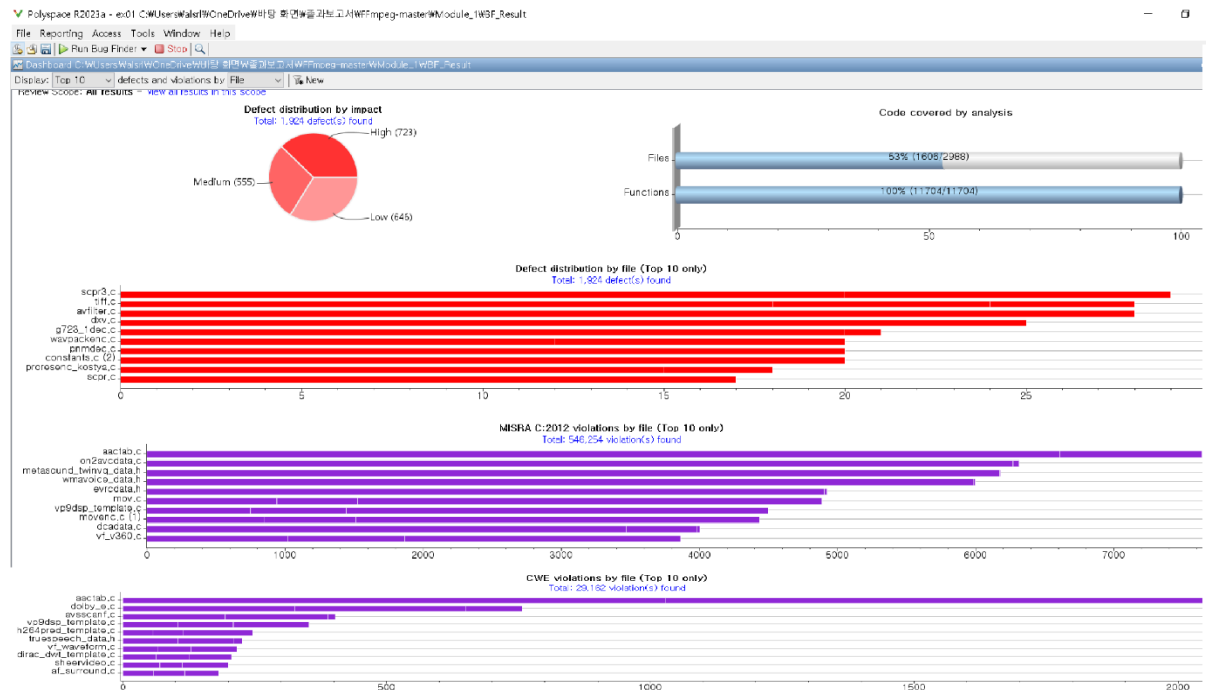 Polyspace R2023a - ex01 C:₩Users₩alsrl₩OneDrive₩바탕 화면₩졸과보고서₩FFmpeg-master₩Module_1₩BF_Result
File Reporting Access Tools Window Help
Run Bug Finder Stop
Dashboard C:₩Users₩alsrl₩OneDrive₩바탕 화면₩졸과보고서₩FFmpeg-master₩Module_1₩BF_Result
Display: Top 10 defects and violations by File New
Review Scope: All results - View all results in this scope
Defect distribution by impact
Total: 1,924 defect(s) found
High (723)
Medium (555)
Low (646)
Code covered by analysis
Files
53% (1606/2988)
Functions
100% (11704/11704)
0 50 100
Defect distribution by file (Top 10 only)
Total: 1,924 defect(s) found
scpr3.c
tiff.c
avfilter.c
dxv.c
g723_1dec.c
wavpackenc.c
pnmdec.c
constants.c (2)
proresenc_kostya.c
scpr.c
0 5 10 15 20 25
MISRA C:2012 violations by file (Top 10 only)
Total: 546,254 violation(s) found
aactab.c
on2avcdata.c
metasound_twinvq_data.h
wmavoice_data.h
evrcdata.h
mov.c
vp9dsp_template.c
movenc.c (1)
dcadata.c
vf_v360.c
0 1000 2000 3000 4000 5000 6000 7000
CWE violations by file (Top 10 only)
Total: 29,162 violation(s) found
aactab.c
dolby_e.c
avsscanf.c
vp9dsp_template.c
h264pred_template.c
truespeech_data.h
vf_waveform.c
dirac_dwt_template.c
sheervideo.c
af_surround.c
0 500 1000 1500 2000